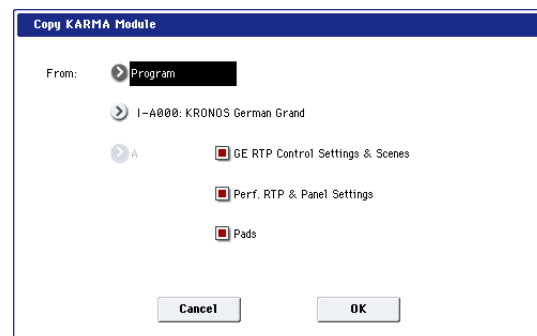 Copy KARMA Module
From: Program
I-A000: KRONOS German Grand
A GE RTP Control Settings & Scenes
Perf. RTP & Panel Settings
Pads
Cancel OK